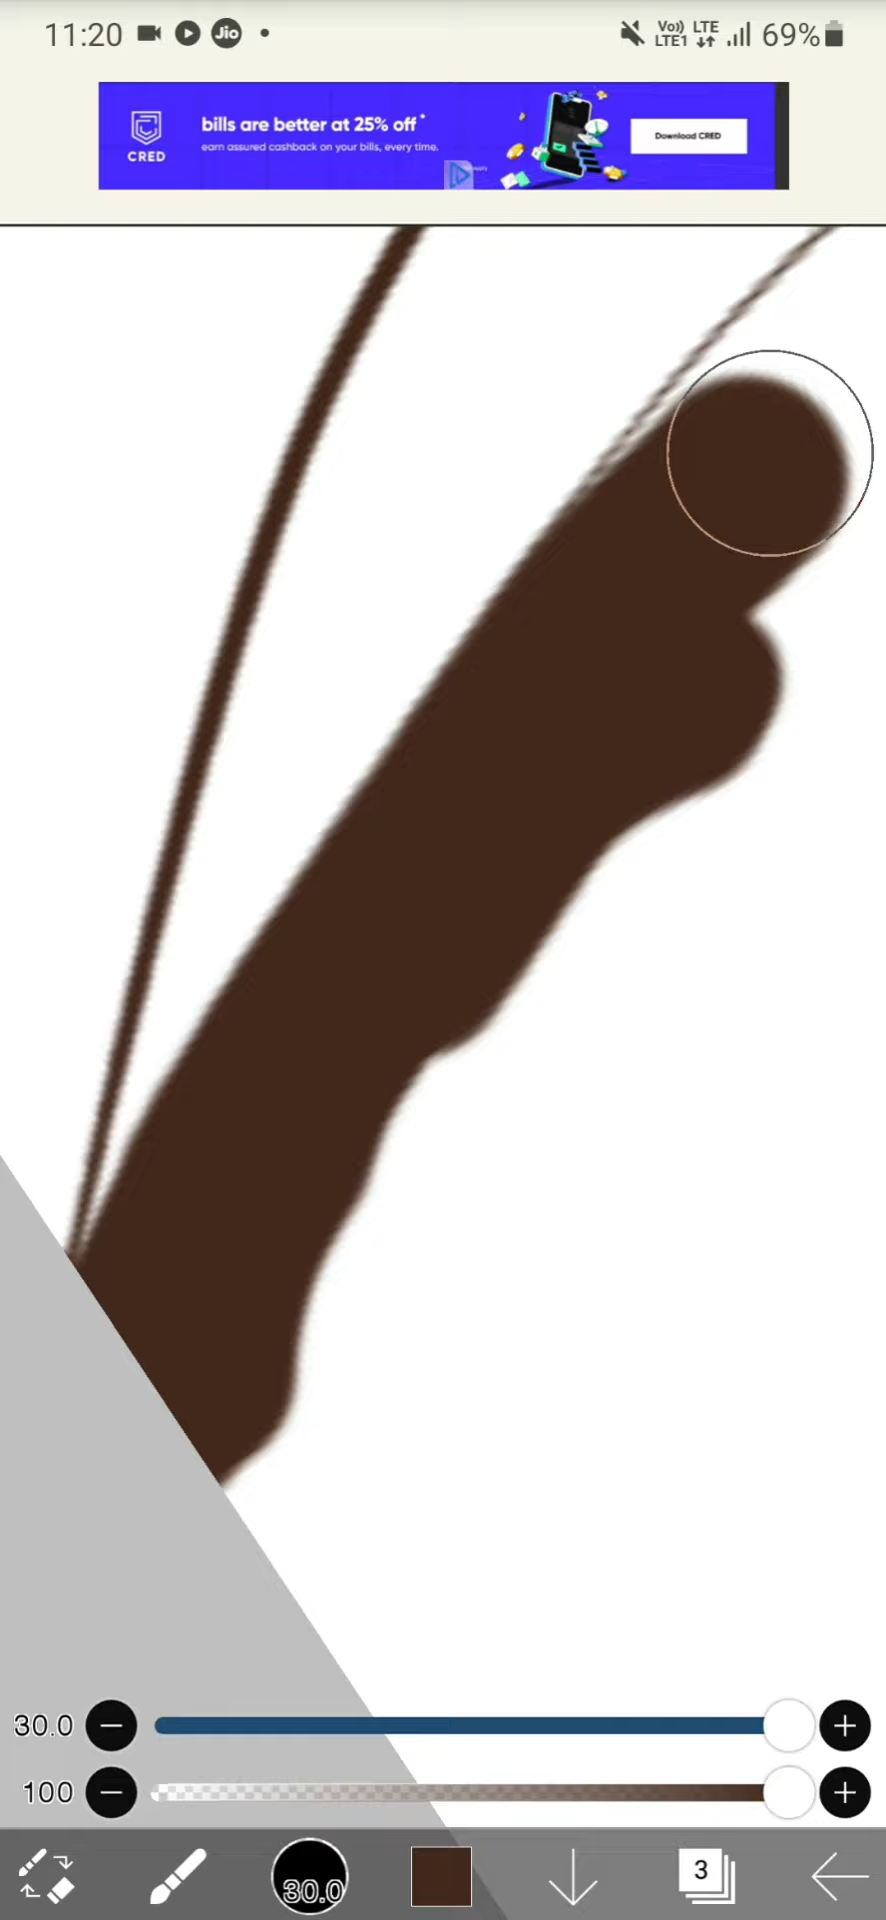 11:20 Jio Vo)) LTE1 LTE 69%
CRED
bills are better at 25% off*
earn assured cashback on your bills, every time.
Download CRED
30.0
100
30.0
3